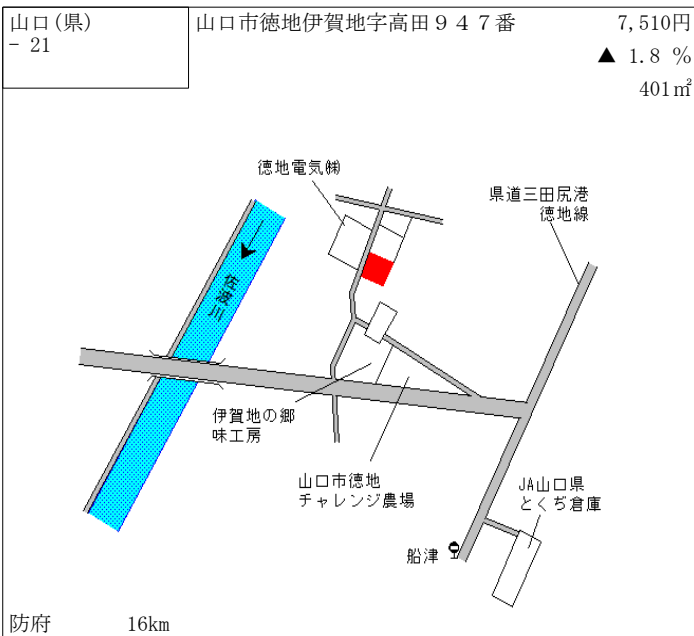 山口(県)
- 21
山口市徳地伊賀地字高田９４７番
7,510円
▲ 1.8 %
401㎡
徳地電気㈱
県道三田尻港
徳地線
佐波川
伊賀地の郷
味工房
山口市徳地
チャレンジ農場
JA山口県
とくぢ倉庫
船津
防府 16km